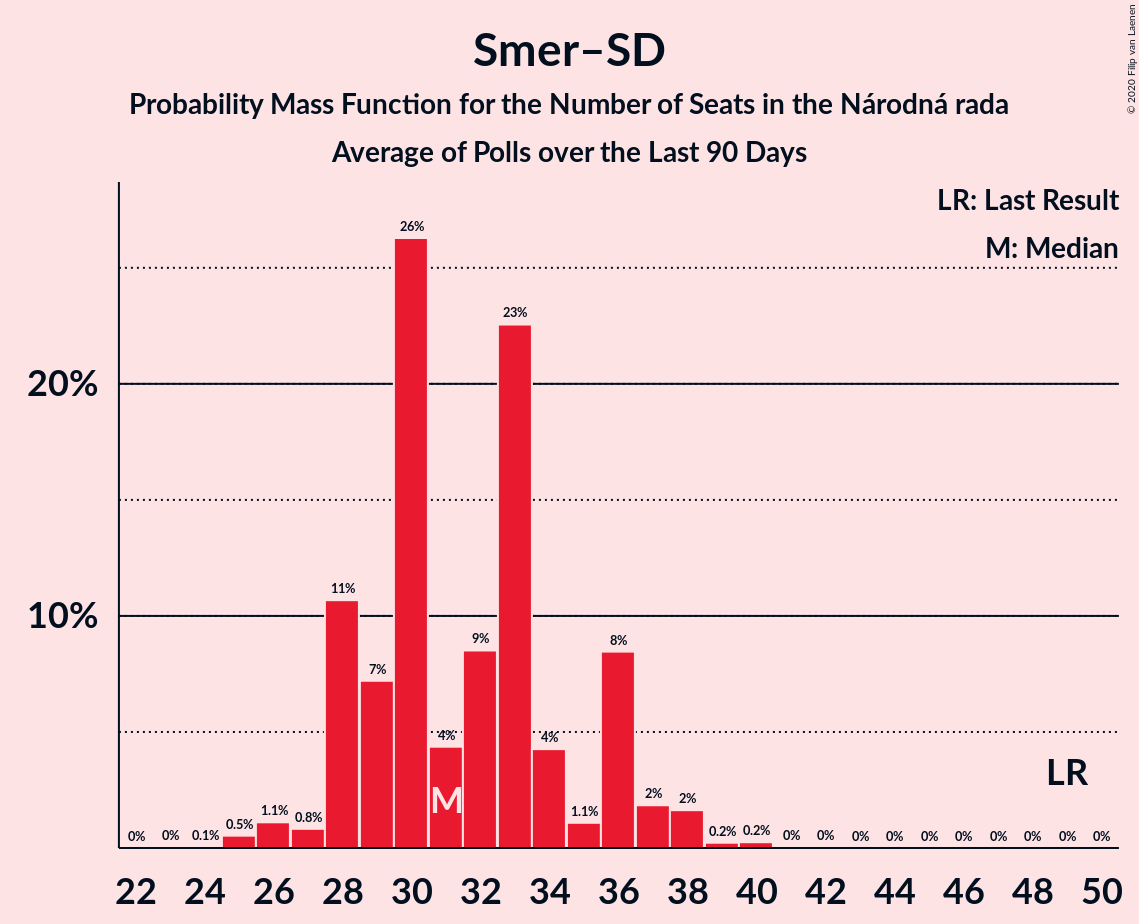 Smer–SD
Probability Mass Function for the Number of Seats in the Národná rada
Average of Polls over the Last 90 Days
© 2020 Filip van Laenen
LR: Last Result
M: Median
20%
10%
0% 0% 0.1% 0.5% 1.1% 0.8% 11% 7% 26% 4% 9% 23% 4% 1.1% 8% 2% 2% 0.2% 0.2% 0% 0% 0% 0% 0% 0% 0% 0% 0% 0%
M
LR
22 24 26 28 30 32 34 36 38 40 42 44 46 48 50